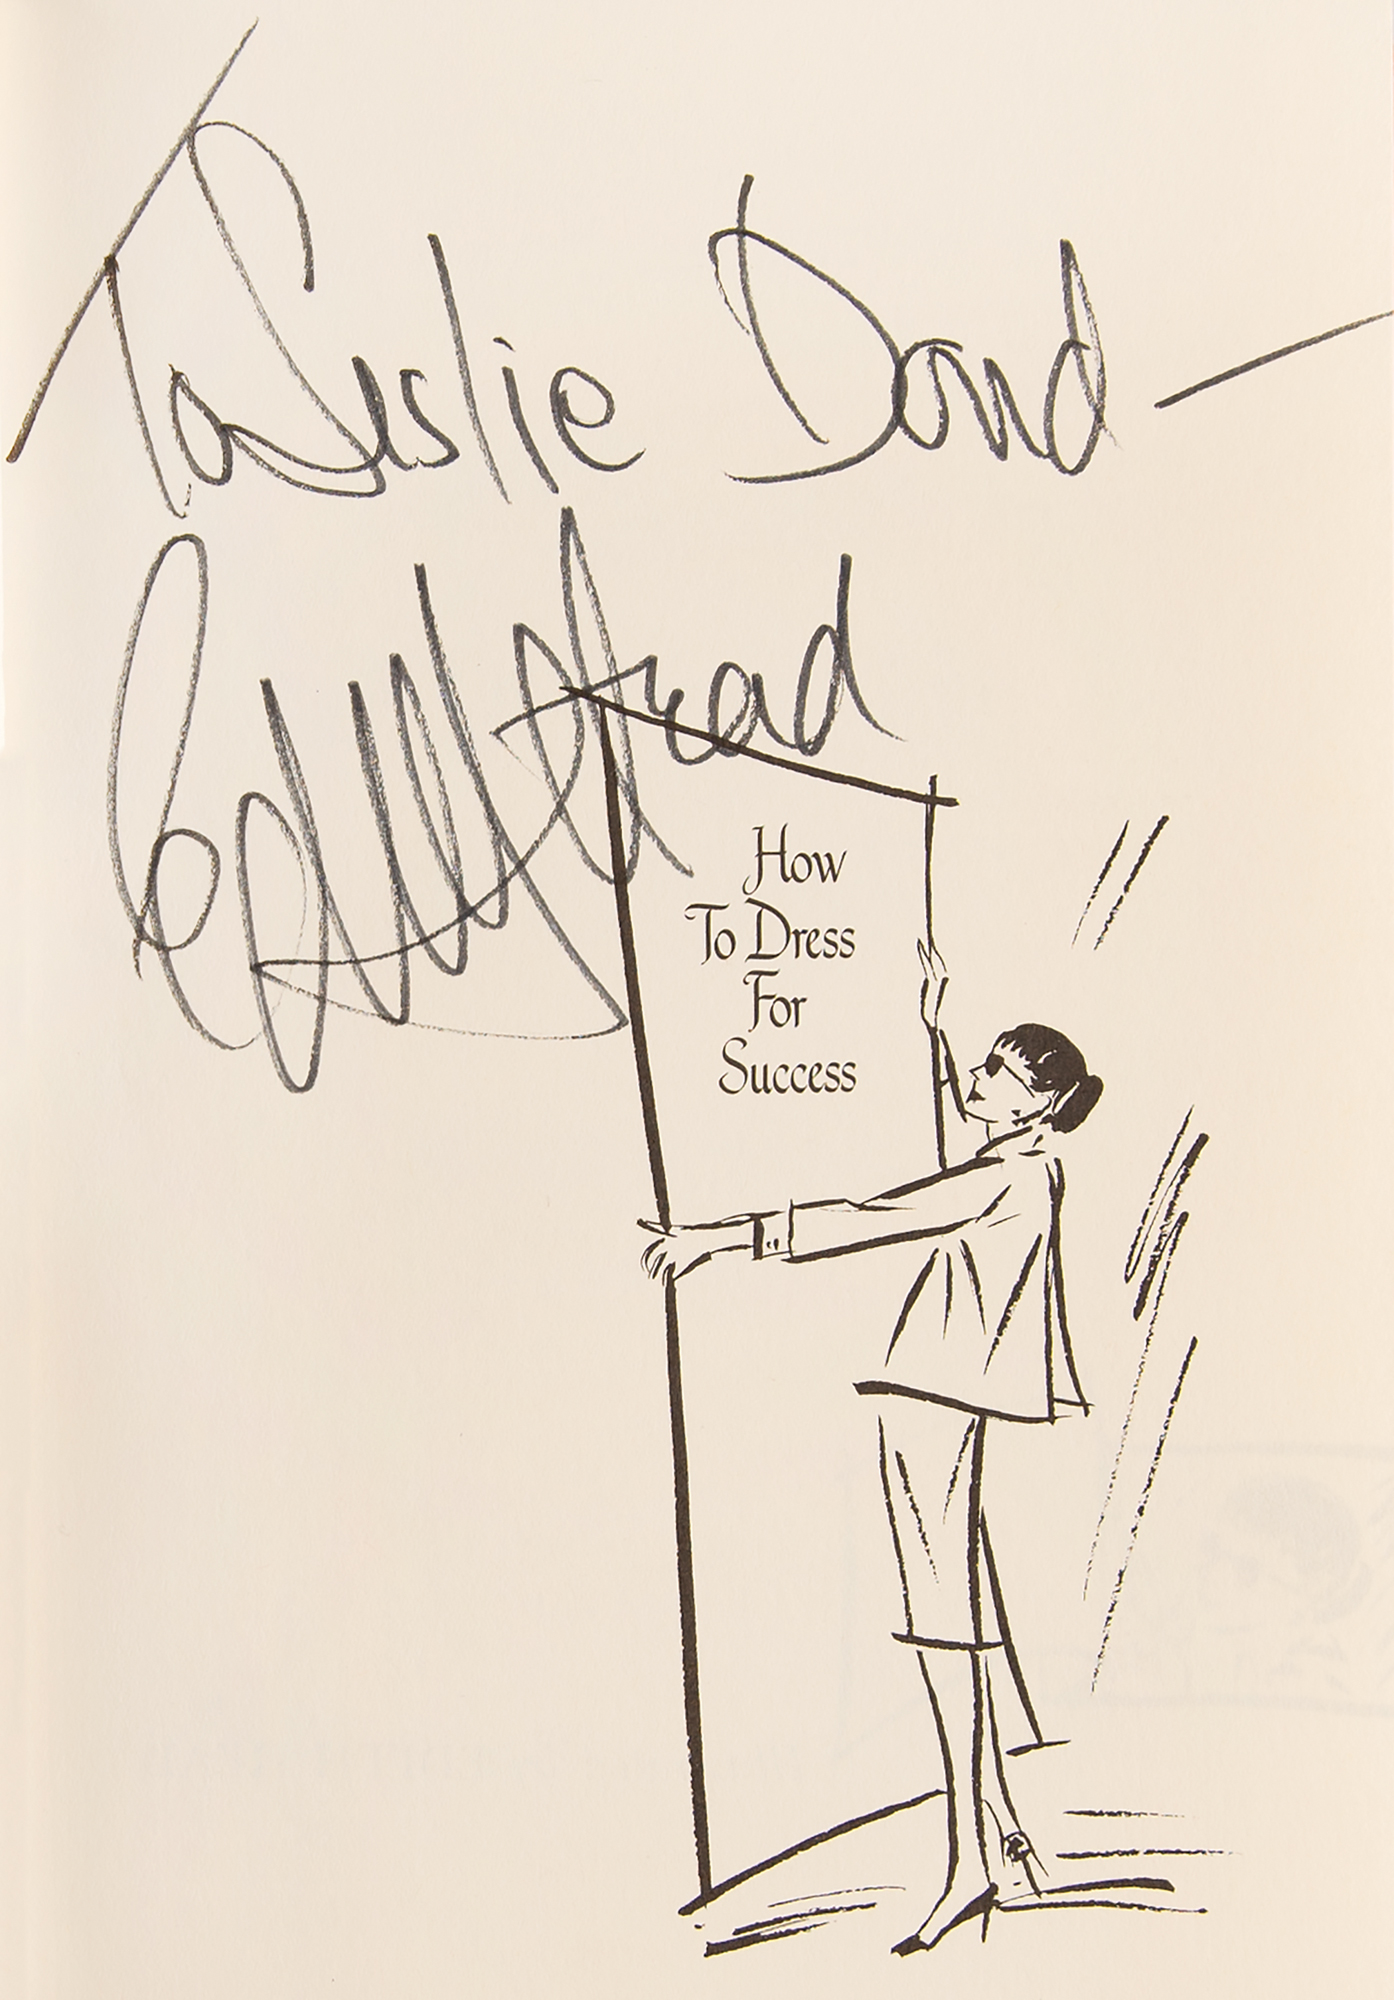 To Leslie Dowd —
Edith Head
How
To Dress
For
Success